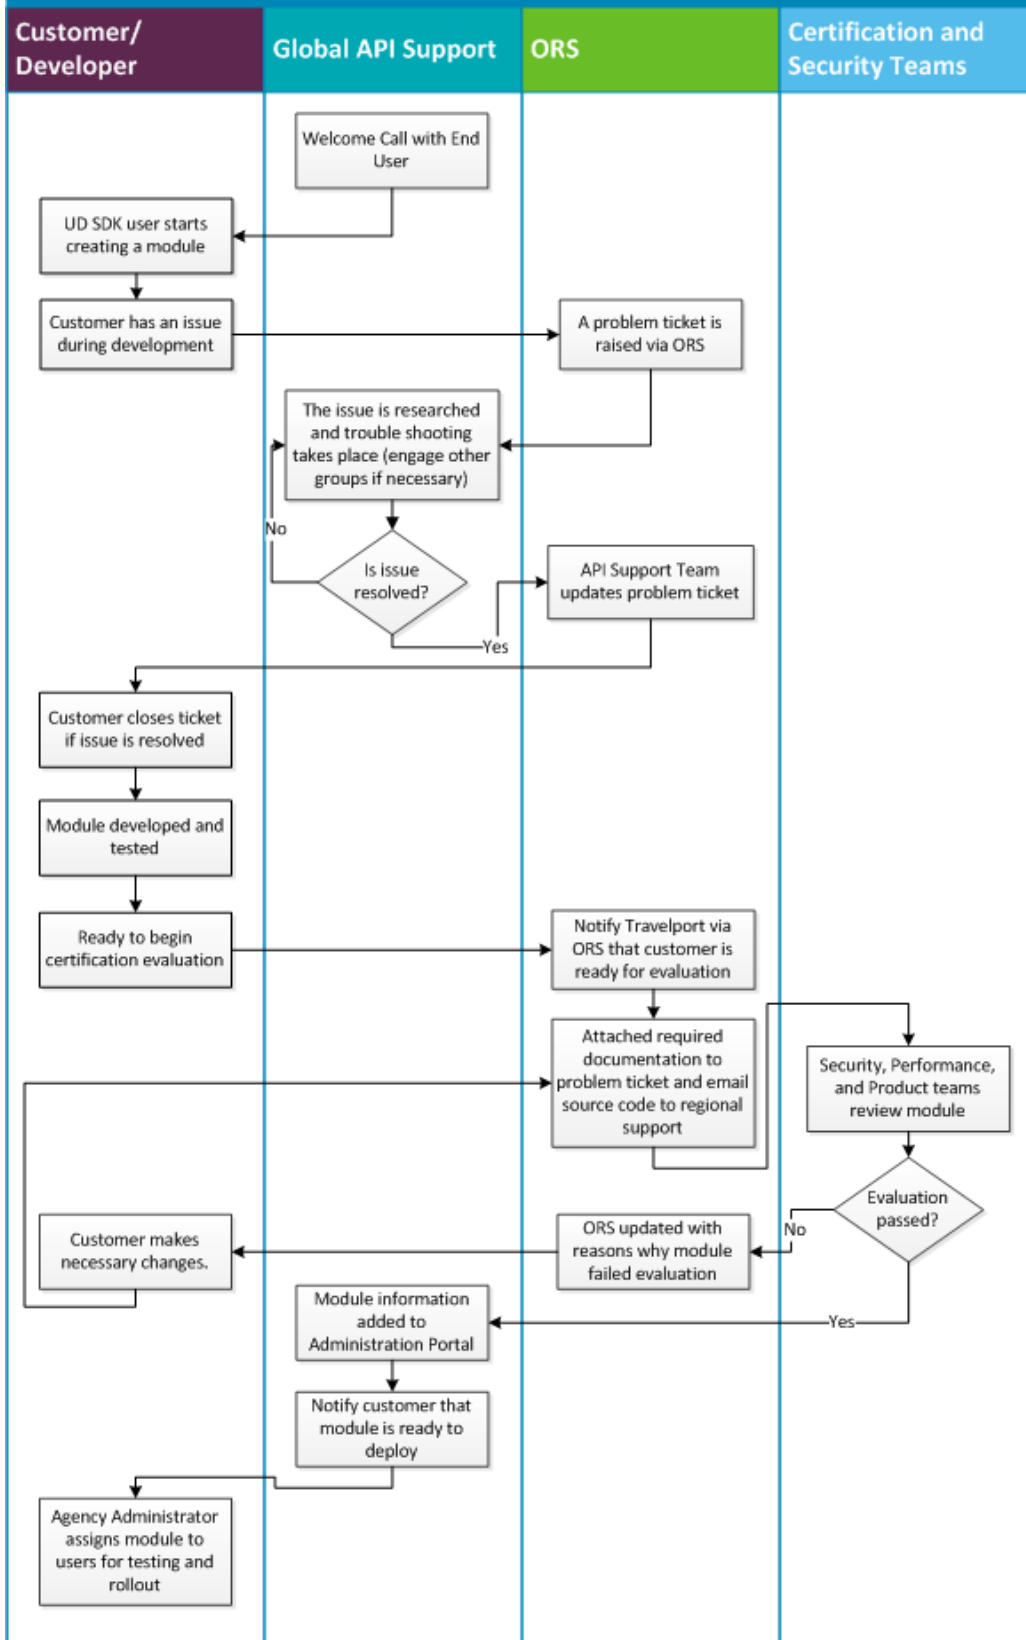 Customer/
Developer
Global API Support
ORS
Certification and
Security Teams
Welcome Call with End
User
UD SDK user starts
creating a module
Customer has an issue
during development
A problem ticket is
raised via ORS
The issue is researched
and trouble shooting
takes place (engage other
groups if necessary)
No
Is issue
resolved?
API Support Team
updates problem ticket
Yes
Customer closes ticket
if issue is resolved
Module developed and
tested
Ready to begin
certification evaluation
Notify Travelport via
ORS that customer is
ready for evaluation
Attached required
documentation to
problem ticket and email
source code to regional
support
Security, Performance,
and Product teams
review module
Evaluation
passed?
No
ORS updated with
reasons why module
failed evaluation
Customer makes
necessary changes.
Module information
added to
Administration Portal
Yes
Notify customer that
module is ready to
deploy
Agency Administrator
assigns module to
users for testing and
rollout